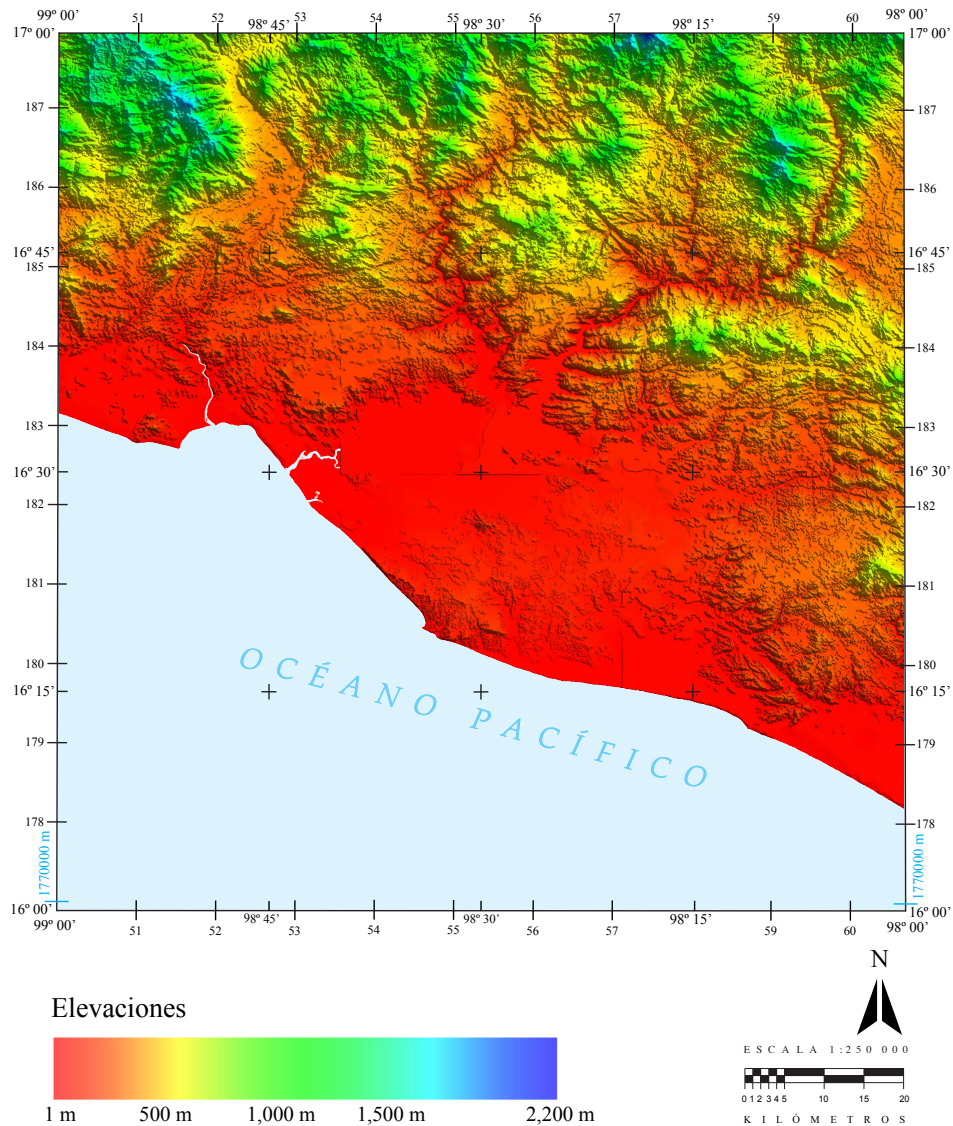 99º 00’ 51 52 98º 45’ 53 54 55 98º 30’ 56 57 98º 15’ 59 60 98º 00’
17º 00’ 17º 00’
187 187
186 186
16º 45’ 16º 45’
185 185
184 184
183 183
16º 30’ 16º 30’
182 182
181 181
180 180
OCÉANO PACÍFICO
16º 15’ 16º 15’
179 179
178 178
1770000 m 1770000 m
16º 00’ 16º 00’
99º 00’ 51 52 98º 45’ 53 54 55 98º 30’ 56 57 98º 15’ 59 60 98º 00’
N
Elevaciones
1 m 500 m 1,000 m 1,500 m 2,200 m
ESCALA 1:250 000
0 1 2 3 4 5 10 15 20
KILÓMETROS